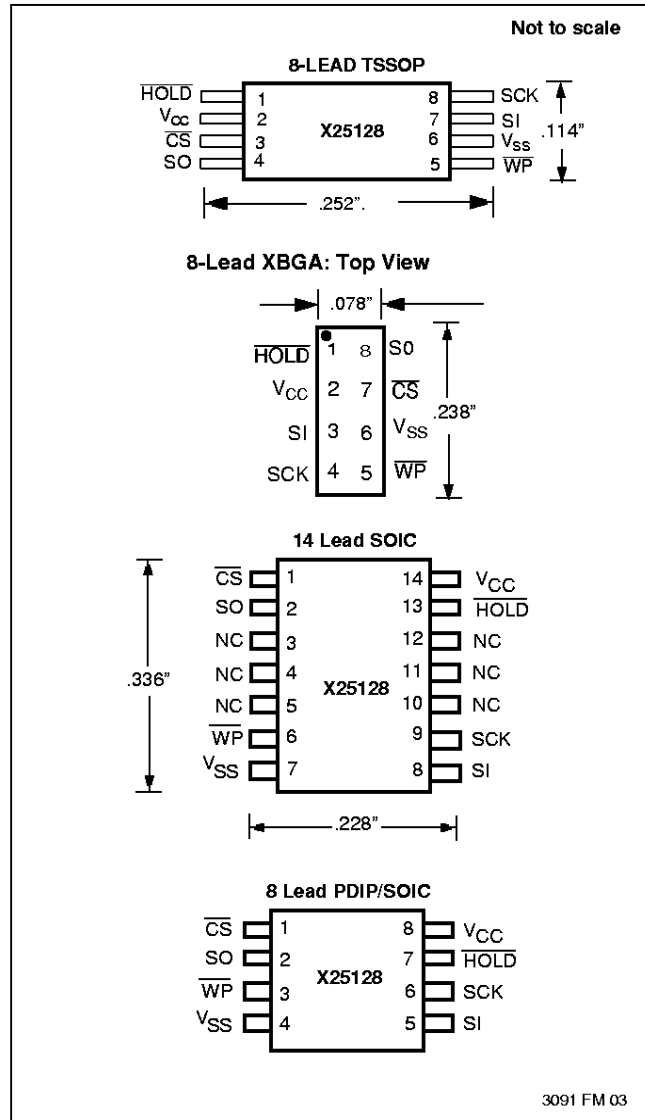 Not to scale
8-LEAD TSSOP
HOLD 1 8 SCK
VCC 2 7 SI
CS 3 6 VSS
SO 4 5 WP
X25128
.114"
.252".
8-Lead XBGA: Top View
.078"
HOLD 1 8 S0
VCC 2 7 CS
SI 3 6 VSS
SCK 4 5 WP
.238"
14 Lead SOIC
CS 1 14 VCC
SO 2 13 HOLD
NC 3 12 NC
NC 4 11 NC
NC 5 10 NC
WP 6 9 SCK
VSS 7 8 SI
X25128
.336"
.228"
8 Lead PDIP/SOIC
CS 1 8 VCC
SO 2 7 HOLD
WP 3 6 SCK
VSS 4 5 SI
X25128
3091 FM 03